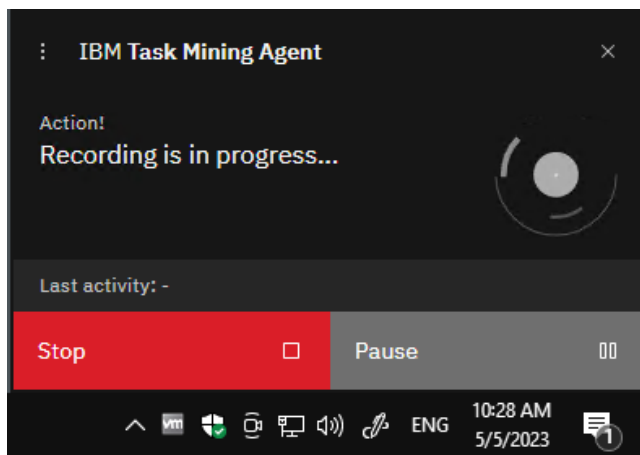 IBM Task Mining Agent
Action!
Recording is in progress...
Last activity: -
Stop
Pause
vm
ENG
10:28 AM
5/5/2023
1